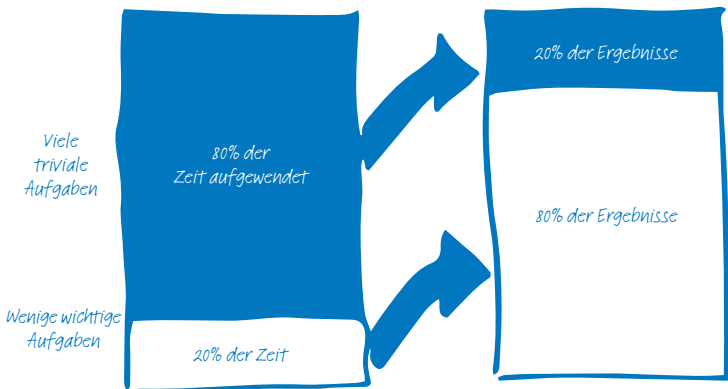 Viele
triviale
Aufgaben
80% der
Zeit aufgewendet
Wenige wichtige
Aufgaben
20% der Zeit
20% der Ergebnisse
80% der Ergebnisse